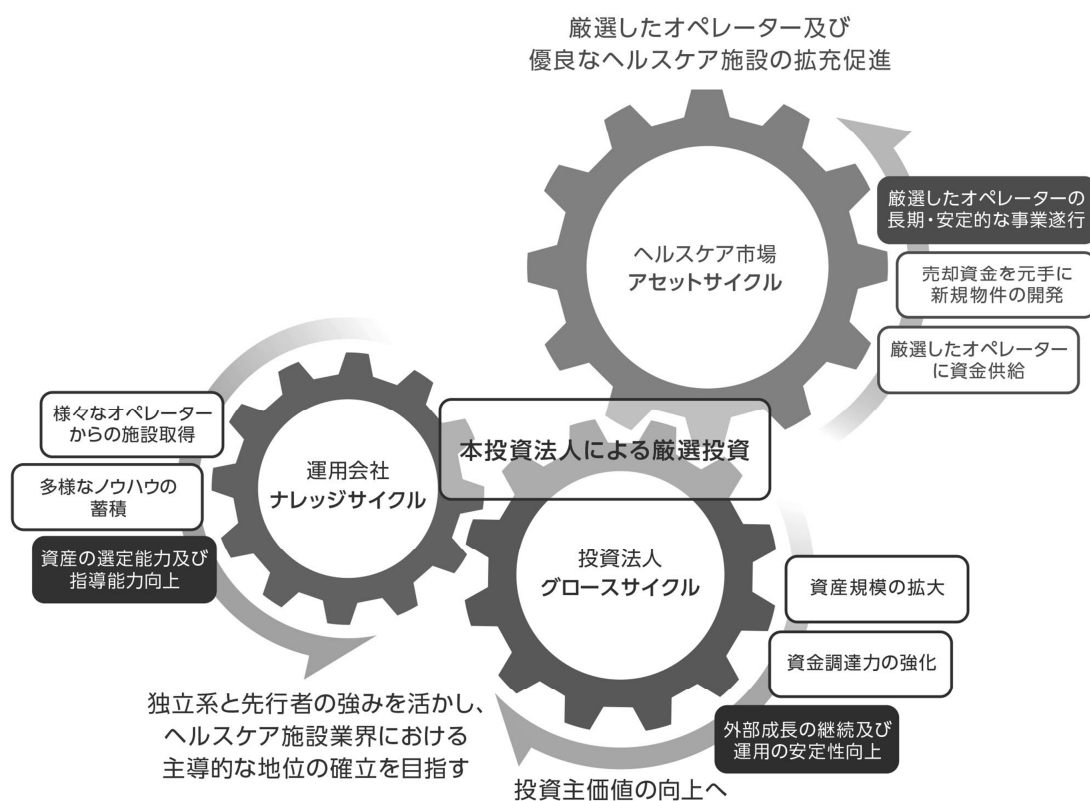 厳選したオペレーター及び
優良なヘルスケア施設の拡充促進
ヘルスケア市場
アセットサイクル
厳選したオペレーターの
長期・安定的な事業遂行
売却資金を元手に
新規物件の開発
厳選したオペレーター
に資金供給
本投資法人による厳選投資
様々なオペレーター
からの施設取得
多様なノウハウの
蓄積
資産の選定能力及び
指導能力向上
運用会社
ナレッジサイクル
投資法人
グロースサイクル
資産規模の拡大
資金調達力の強化
外部成長の継続及び
運用の安定性向上
独立系と先行者の強みを活かし、
ヘルスケア施設業界における
主導的な地位の確立を目指す
投資主価値の向上へ